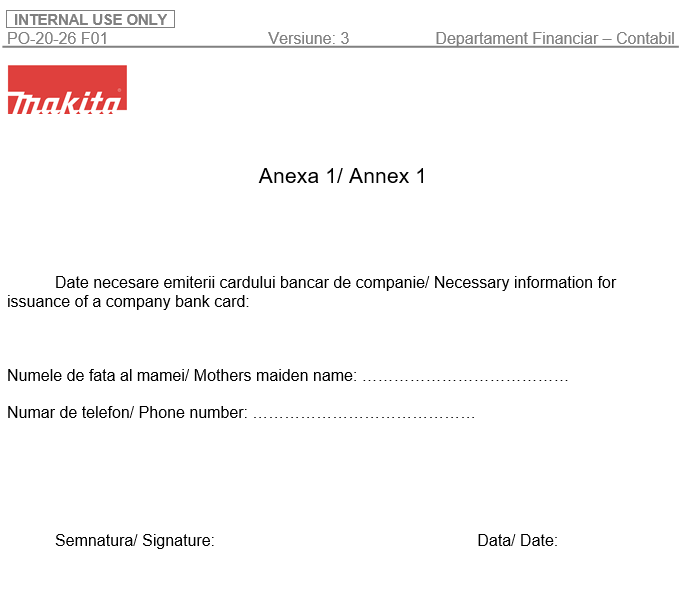 INTERNAL USE ONLY
PO-20-26 F01 Versiune: 3 Departament Financiar – Contabil
makita
Anexa 1/ Annex 1
Date necesare emiterii cardului bancar de companie/ Necessary information for
issuance of a company bank card:
Numele de fata al mamei/ Mothers maiden name: …………………………………
Numar de telefon/ Phone number: ……………………………………
Semnatura/ Signature: Data/ Date: